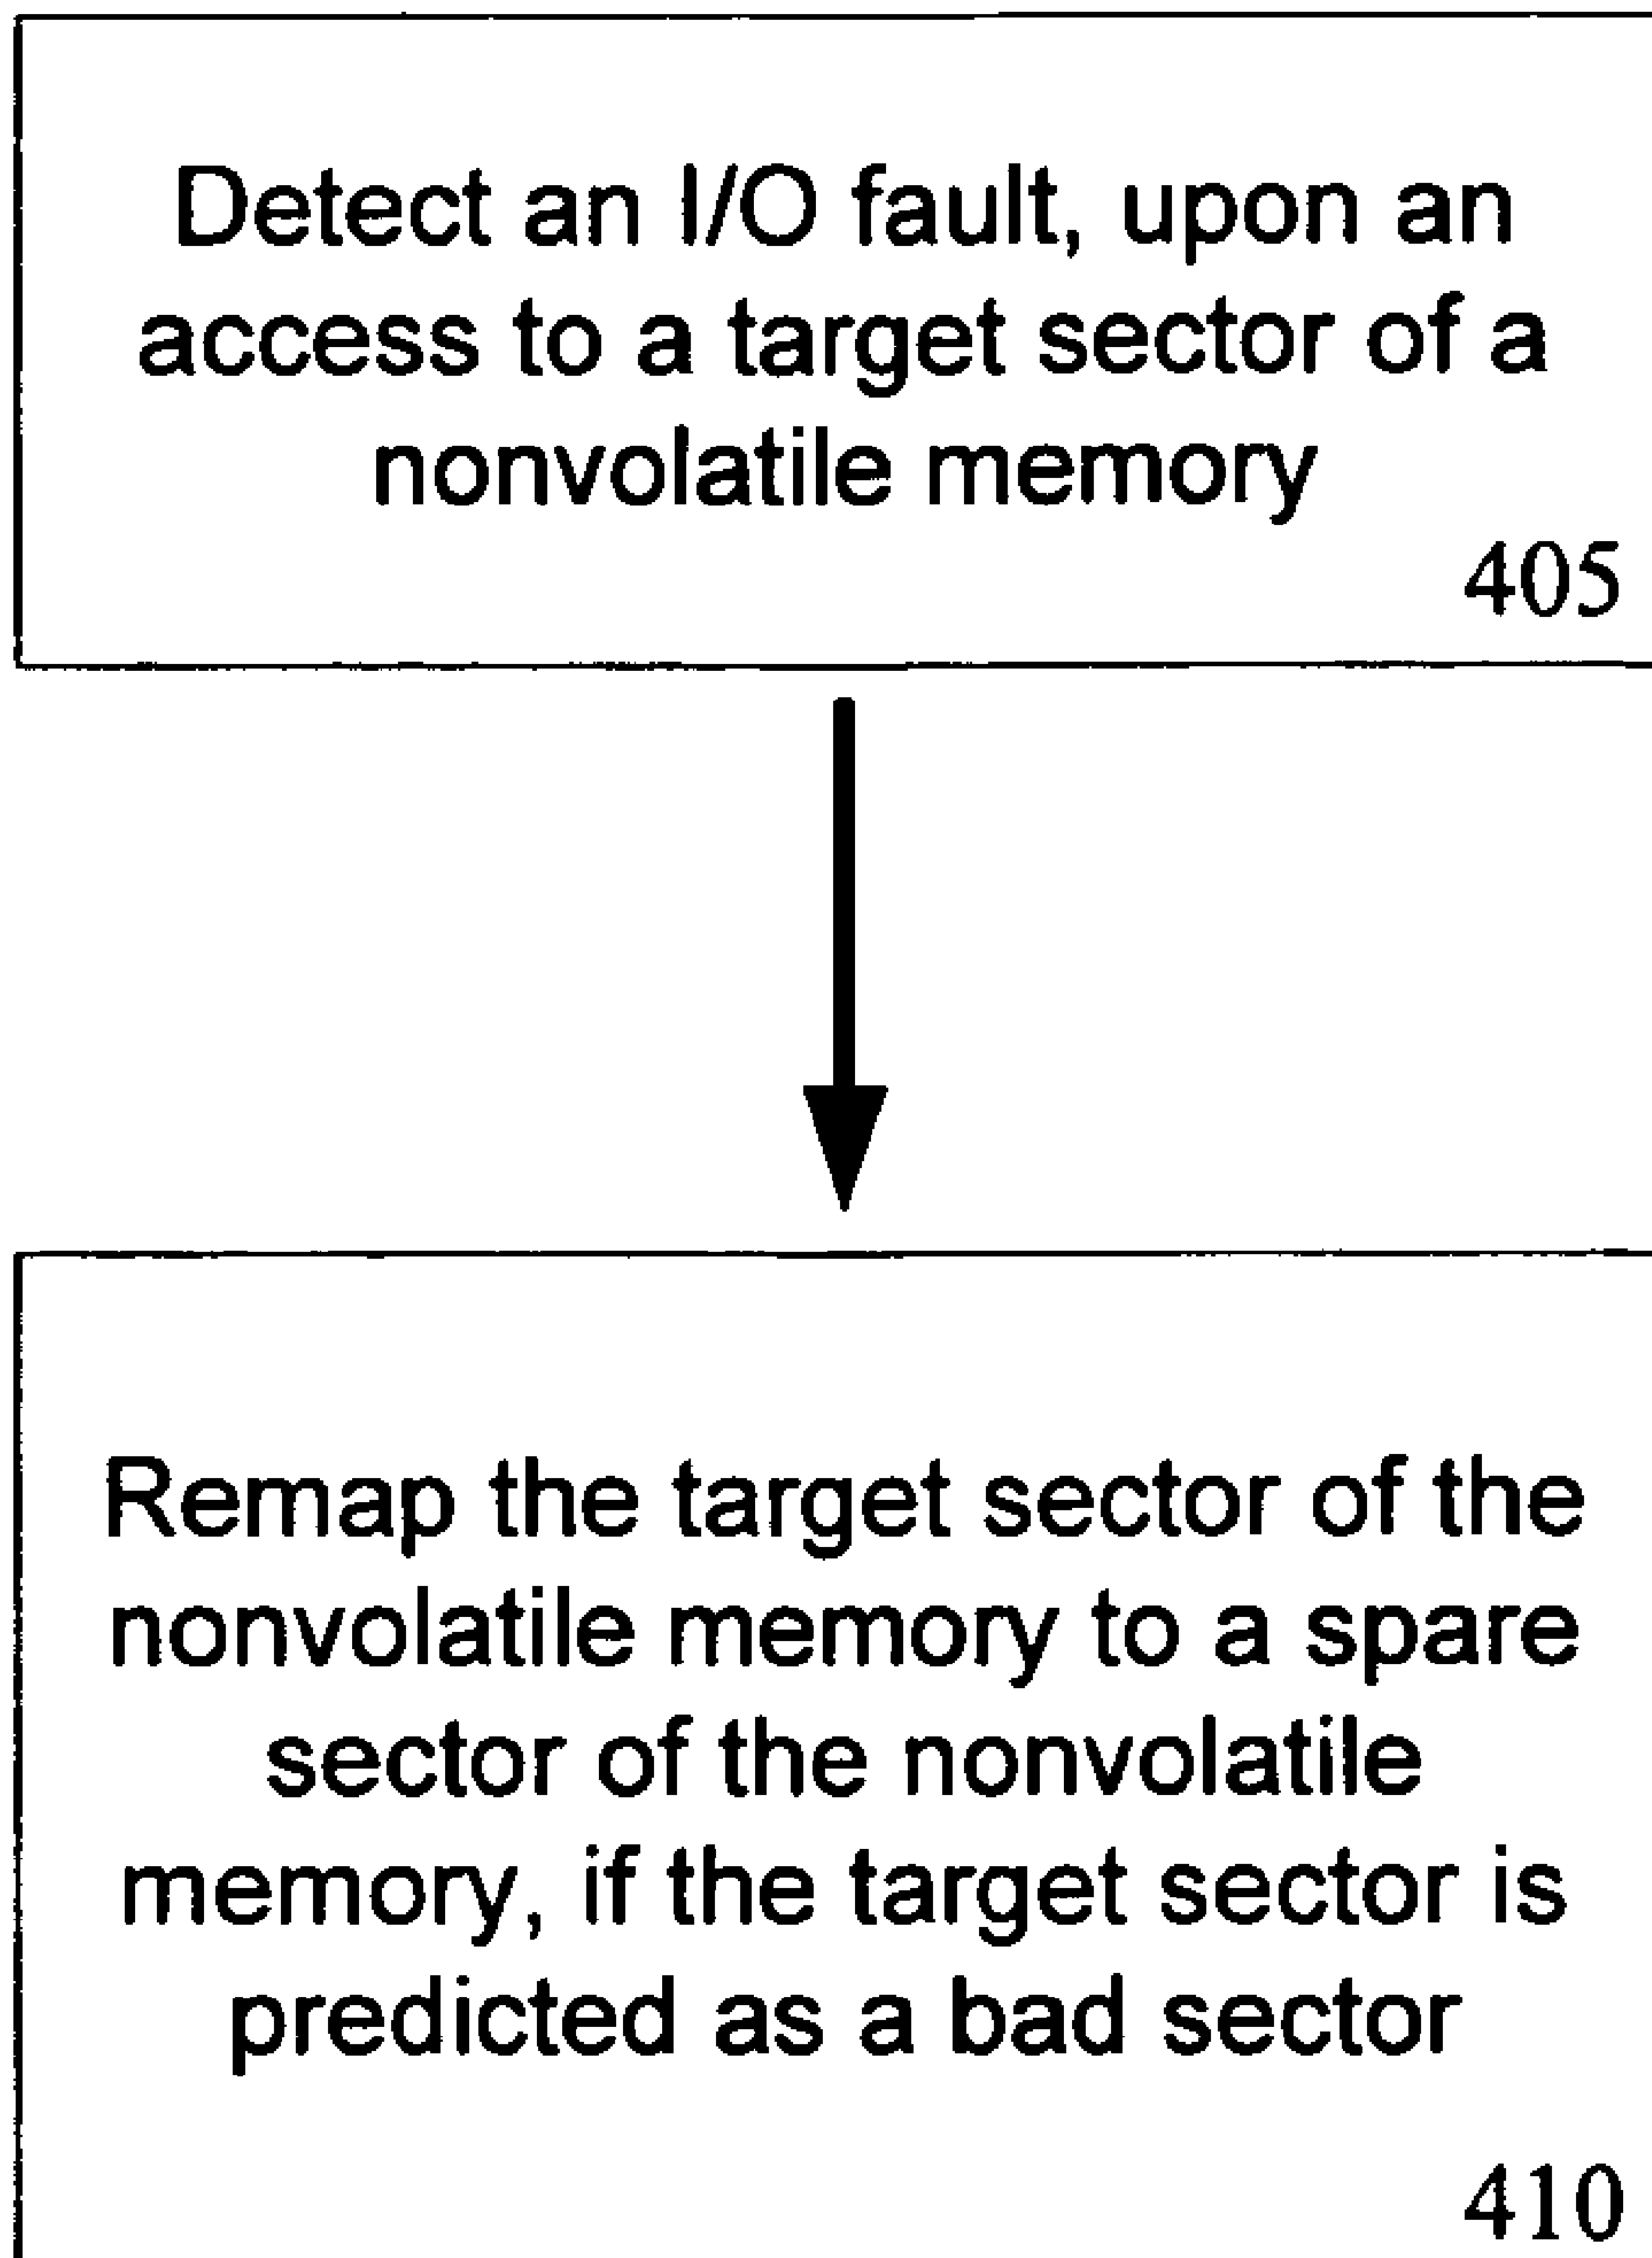 Detect an I/O fault, upon an
access to a target sector of a
nonvolatile memory
405
Remap the target sector of the
nonvolatile memory to a spare
sector of the nonvolatile
memory, if the target sector is
predicted as a bad sector
410